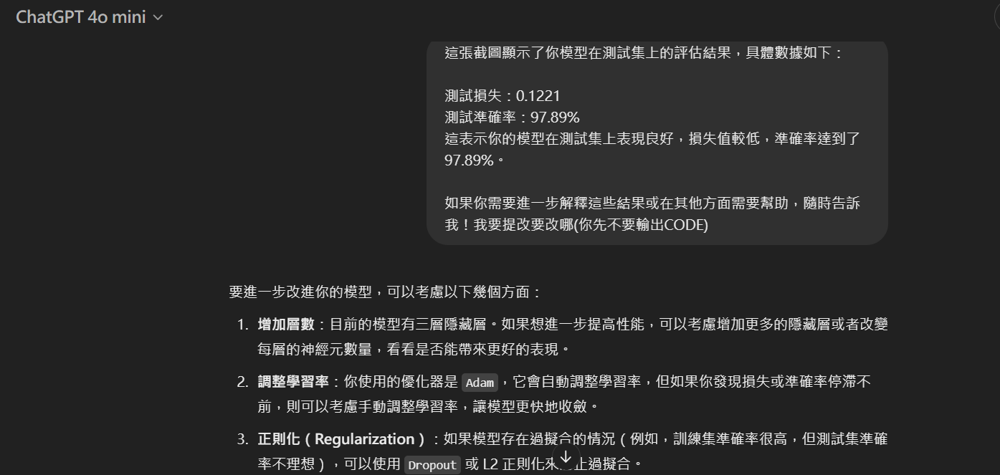 ChatGPT 4o mini
這張截圖顯示了你模型在測試集上的評估結果，具體數據如下：
測試損失：0.1221
測試準確率：97.89%
這表示你的模型在測試集上表現良好，損失值較低，準確率達到了
97.89%。
如果你需要進一步解釋這些結果或在其他方面需要幫助，隨時告訴
我！我要提改要改哪(你先不要輸出CODE)
要進一步改進你的模型，可以考慮以下幾個方面：
1. 增加層數：目前的模型有三層隱藏層。如果想進一步提高性能，可以考慮增加更多的隱藏層或者改變
每層的神經元數量，看看是否能帶來更好的表現。
2. 調整學習率：你使用的優化器是 Adam，它會自動調整學習率，但如果你發現損失或準確率停滯不
前，則可以考慮手動調整學習率，讓模型更快地收斂。
3. 正則化（Regularization）：如果模型存在過擬合的情況（例如，訓練集準確率很高，但測試集準確
率不理想），可以使用 Dropout 或 L2 正則化來止過擬合。